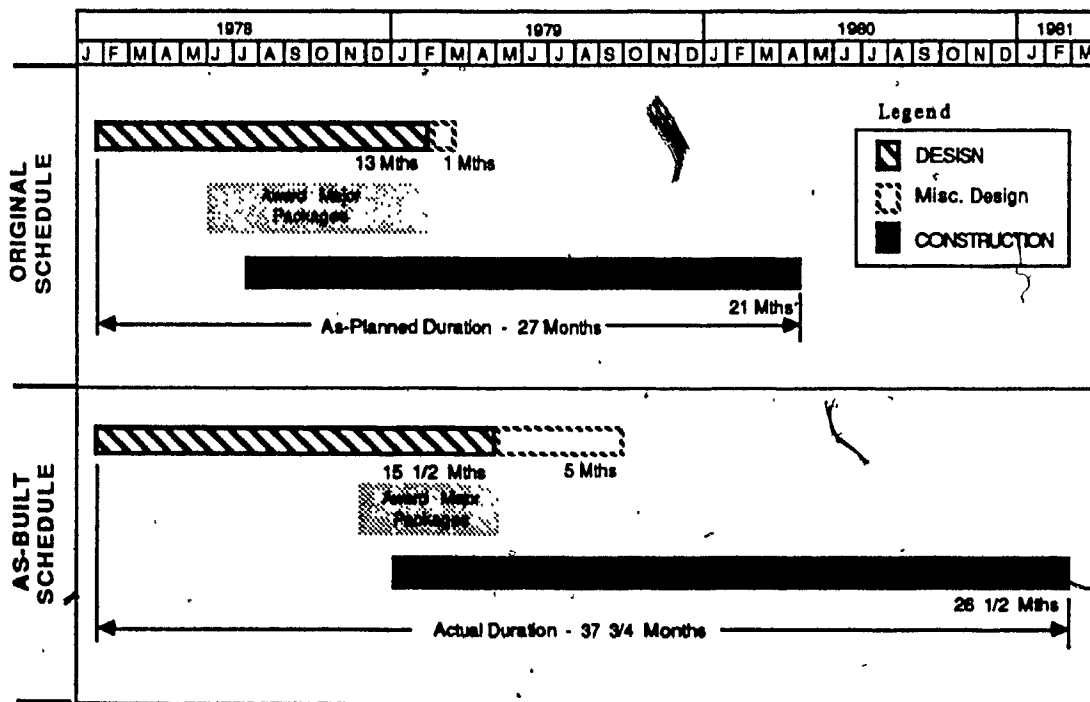 1978 1979 1980 1981
J F M A M J J A S O N D J F M A M J J A S O N D J F M A M J J A S O N D J F M
ORIGINAL
SCHEDULE
13 Mths 1 Mths
Award Major
Packages
21 Mths
As-Planned Duration - 27 Months
Legend
DESISN
Misc. Design
CONSTRUCTION
AS-BUILT
SCHEDULE
15 1/2 Mths 5 Mths
Award Major
Packages
26 1/2 Mths
Actual Duration - 37 3/4 Months